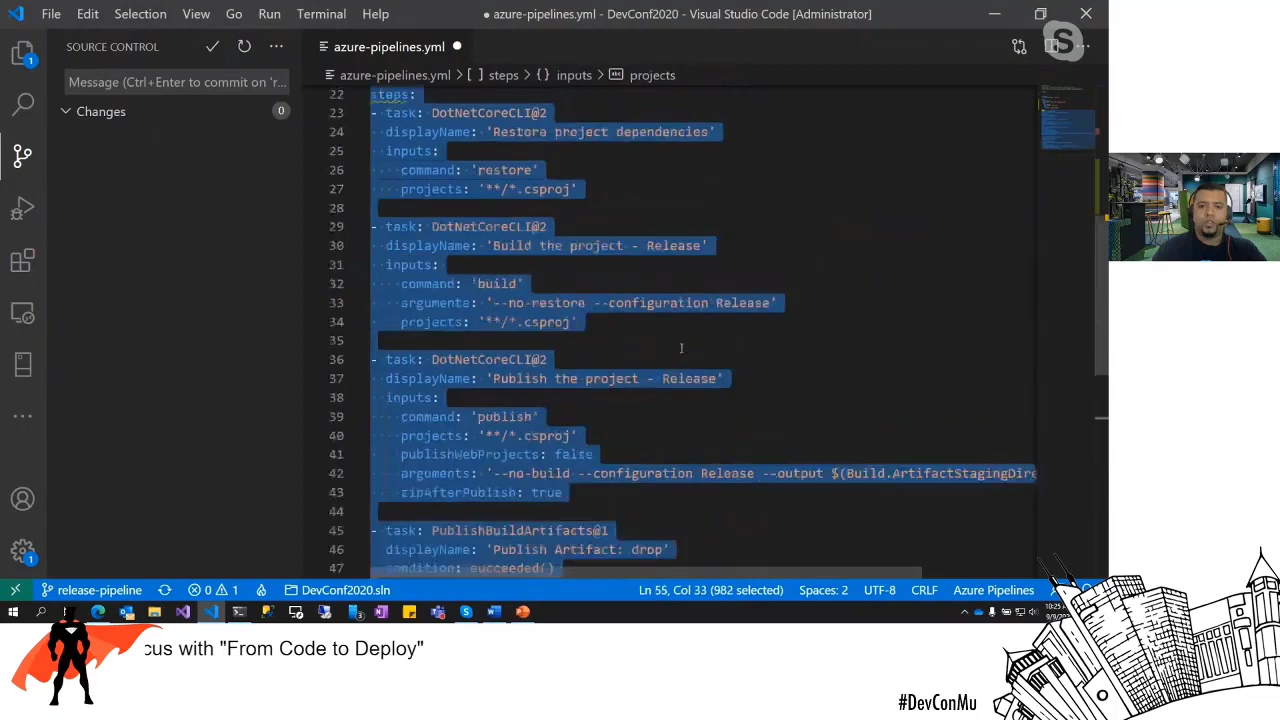 File Edit Selection View Go Run Terminal Help
azure-pipelines.yml - DevConf2020 - Visual Studio Code [Administrator]
SOURCE CONTROL
azure-pipelines.yml
Message (Ctrl+Enter to commit on 'r...
azure-pipelines.yml > [ ] steps > {} inputs > projects
Changes 0
22 steps:
23 - task: DotNetCoreCLI@2
24 displayName: 'Restore project dependencies'
25 inputs:
26 command: 'restore'
27 projects: '**/*.csproj'
28
29 - task: DotNetCoreCLI@2
30 displayName: 'Build the project - Release'
31 inputs:
32 command: 'build'
33 arguments: '--no-restore --configuration Release'
34 projects: '**/*.csproj'
35
36 - task: DotNetCoreCLI@2
37 displayName: 'Publish the project - Release'
38 inputs:
39 command: 'publish'
40 projects: '**/*.csproj'
41 publishWebProjects: false
42 arguments: '--no-build --configuration Release --output $(Build.ArtifactStagingDire
43 zipAfterPublish: true
44
45 - task: PublishBuildArtifacts@1
46 displayName: 'Publish Artifact: drop'
47 condition: succeeded()
1
1
release-pipeline 0 1 DevConf2020.sln Ln 55, Col 33 (982 selected) Spaces: 2 UTF-8 CRLF Azure Pipelines
10:25 AM
cus with "From Code to Deploy"
#DevConMu